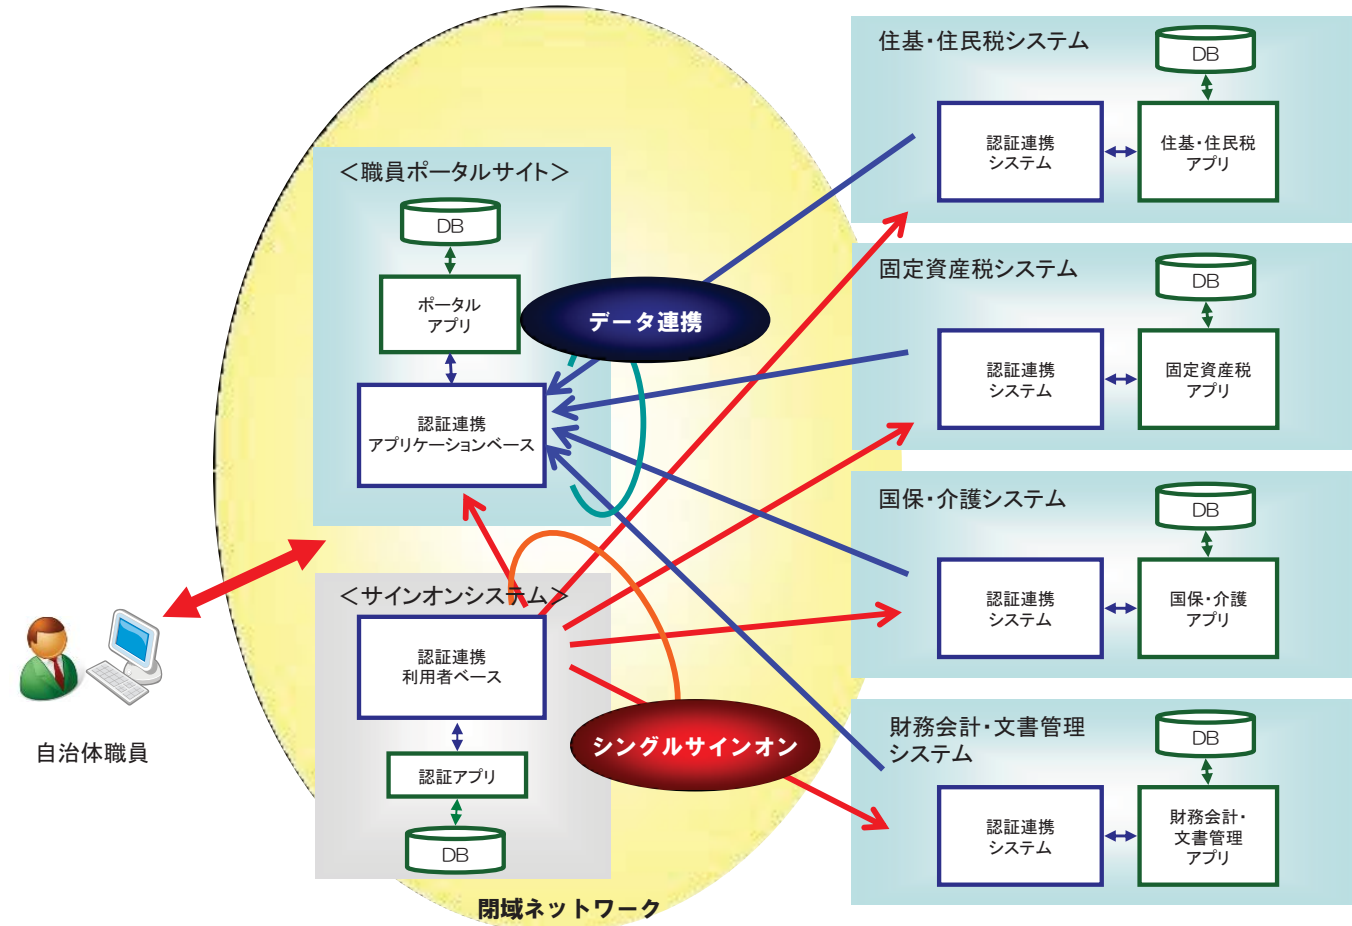 <職員ポータルサイト>
DB
ポータル
アプリ
認証連携
アプリケーションベース
データ連携
<サインオンシステム>
認証連携
利用者ベース
認証アプリ
DB
シングルサインオン
閉域ネットワーク
自治体職員
住基・住民税システム
DB
認証連携
システム
住基・住民税
アプリ
固定資産税システム
DB
認証連携
システム
固定資産税
アプリ
国保・介護システム
DB
認証連携
システム
国保・介護
アプリ
財務会計・文書管理
システム
DB
認証連携
システム
財務会計・
文書管理
アプリ